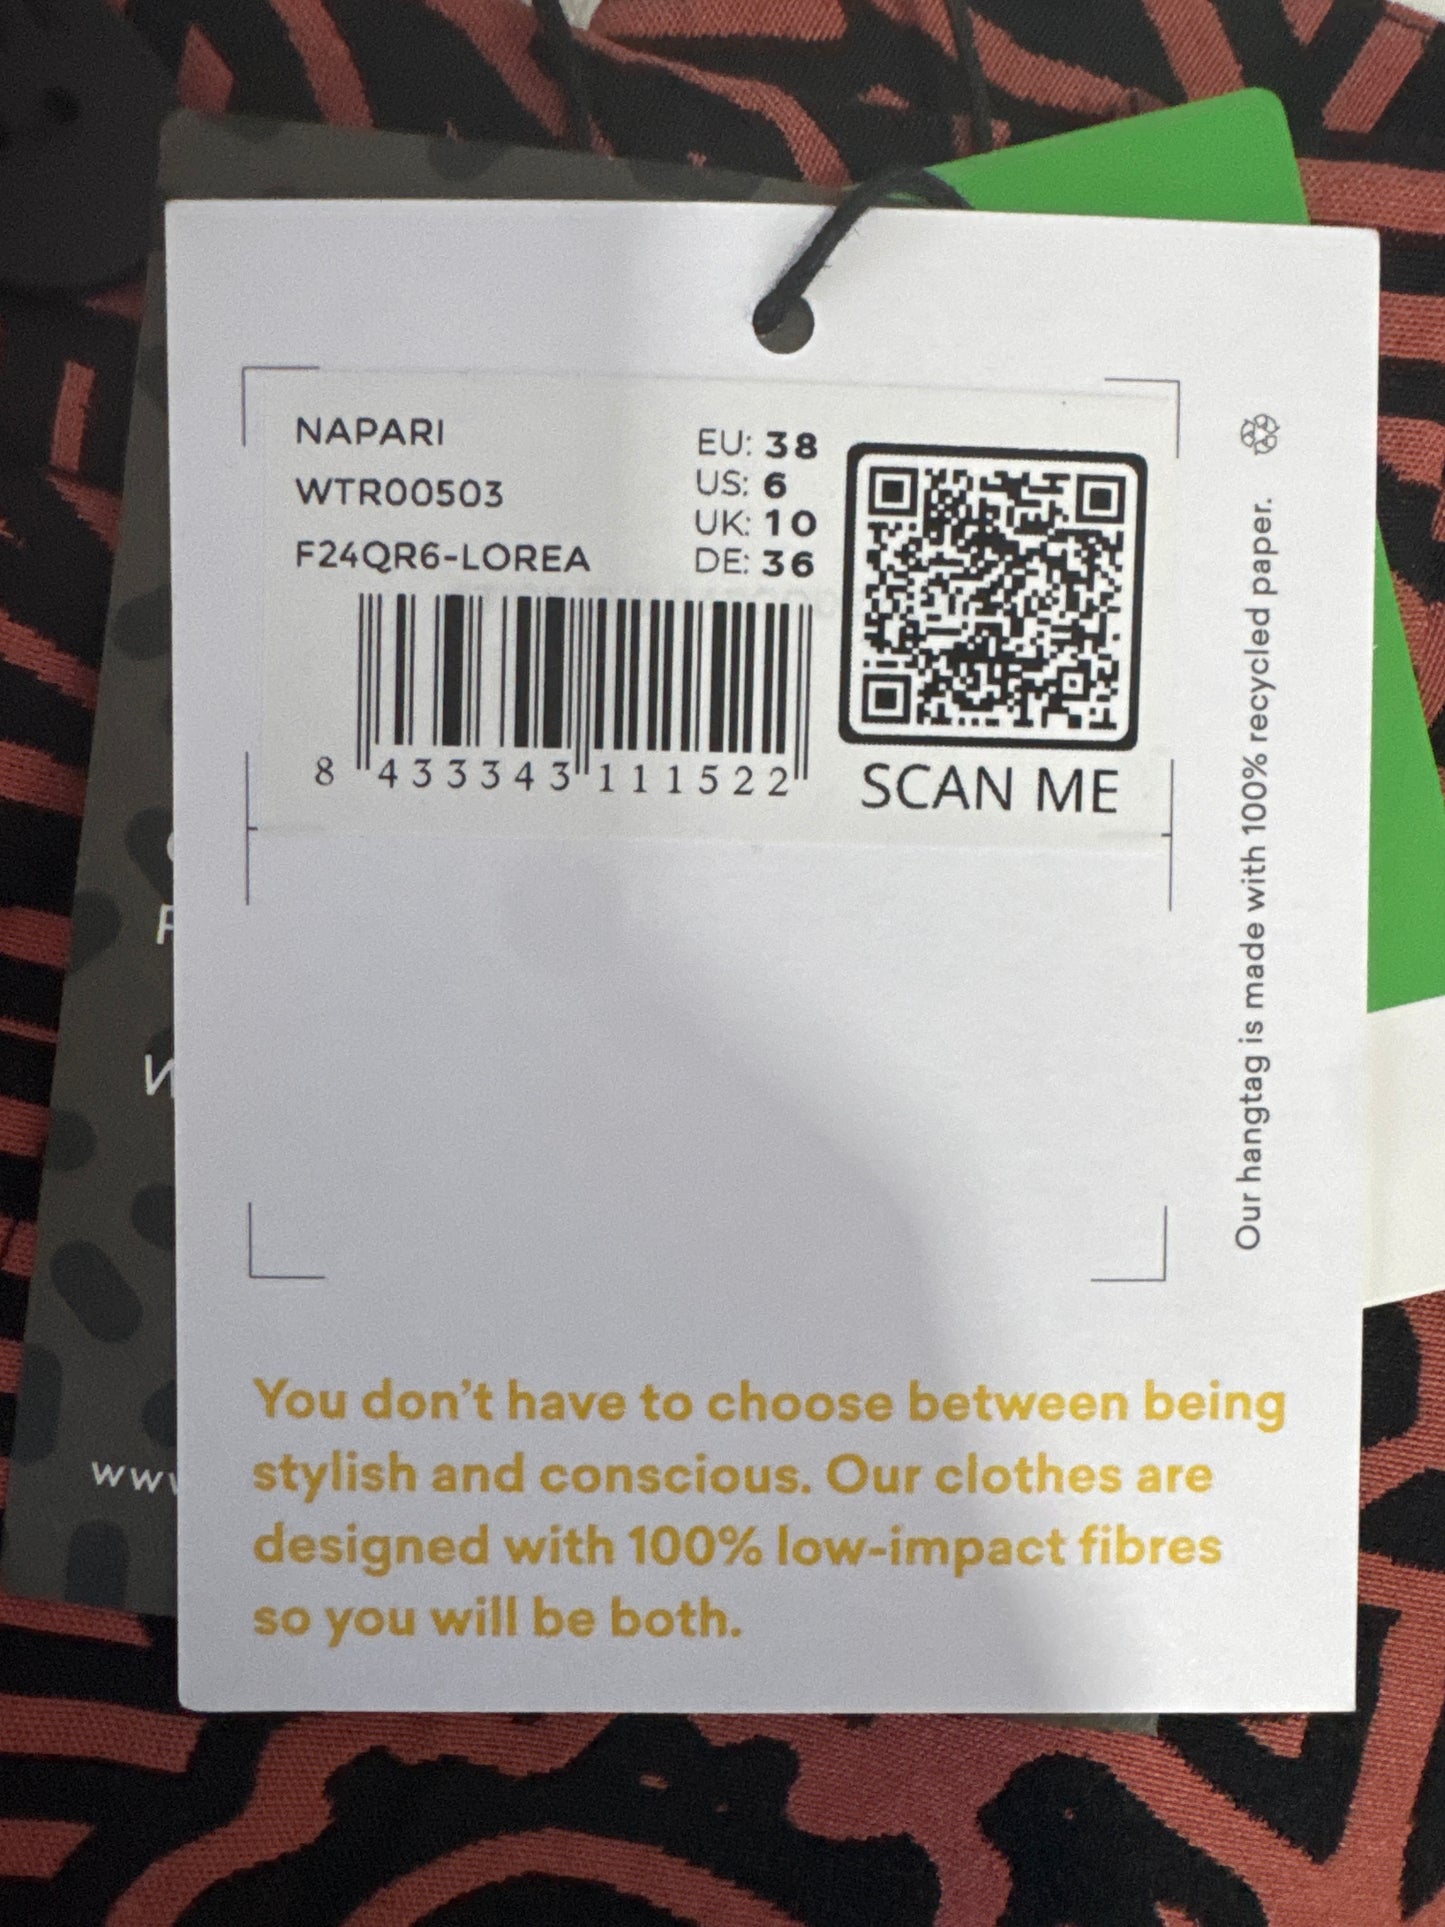 NAPARI
WTR00503
F24QR6-LOREA
EU: 38
US: 6
UK: 10
DE: 36
8 433343 111522
SCAN ME
Our hangtag is made with 100% recycled paper.
You don't have to choose between being
stylish and conscious. Our clothes are
designed with 100% low-impact fibres
so you will be both.
www